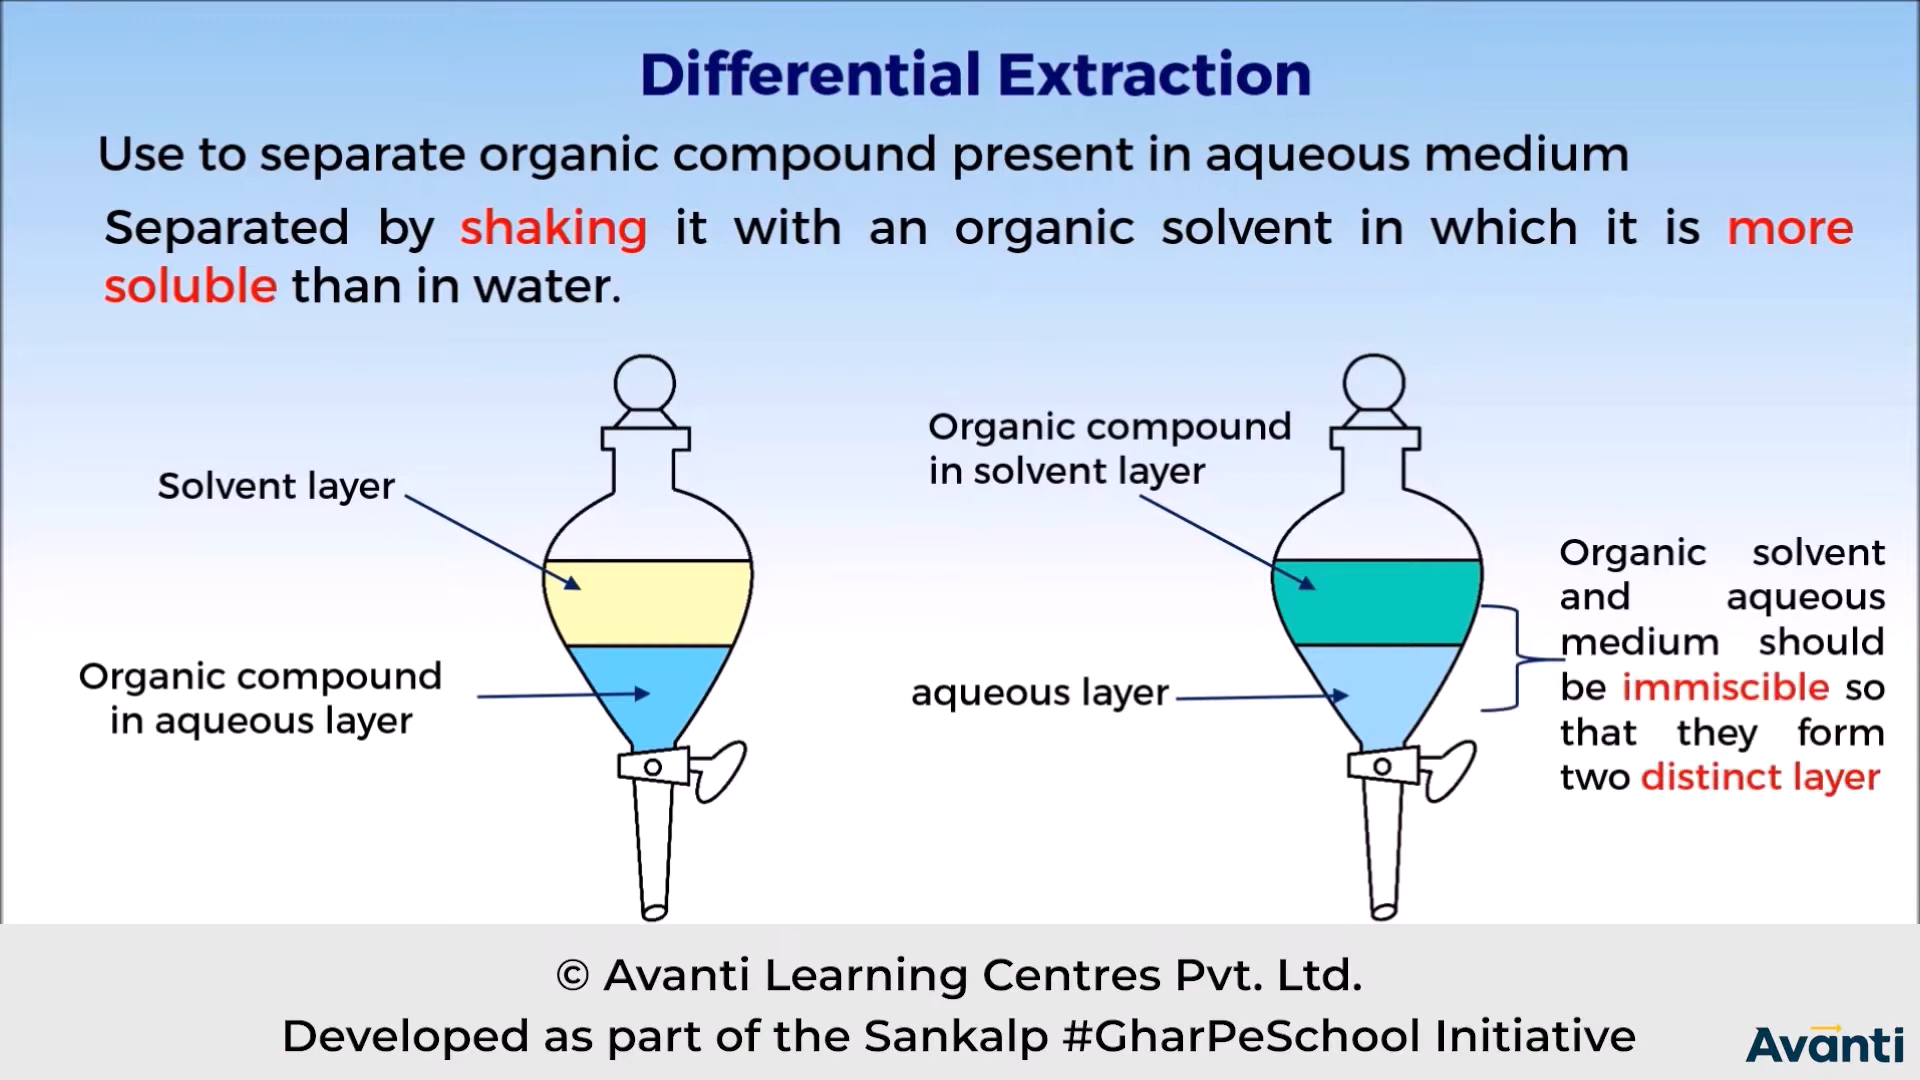 Differential Extraction
Use to separate organic compound present in aqueous medium
Separated by shaking it with an organic solvent in which it is more
soluble than in water.
Solvent layer
Organic compound
in aqueous layer
Organic compound
in solvent layer
aqueous layer
Organic solvent
and aqueous
medium should
be immiscible so
that they form
two distinct layer
© Avanti Learning Centres Pvt. Ltd.
Developed as part of the Sankalp #GharPeSchool Initiative
Avanti